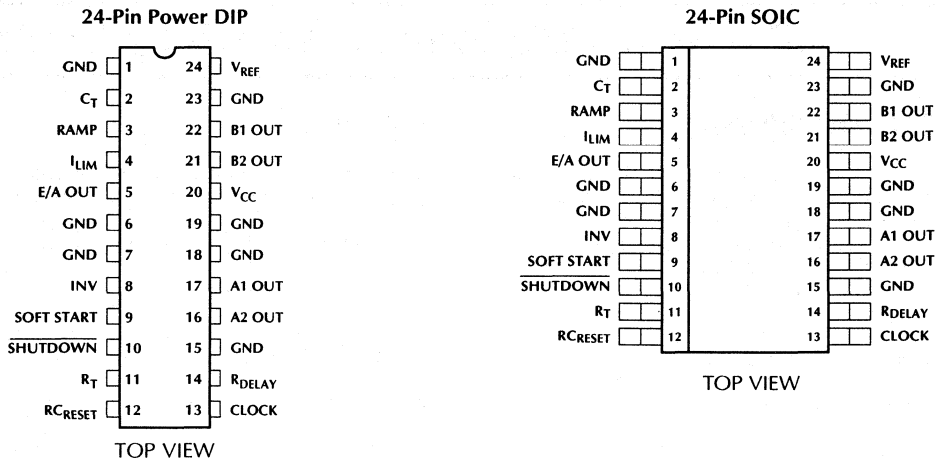 24-Pin Power DIP
GND 1 24 VREF
CT 2 23 GND
RAMP 3 22 B1 OUT
ILIM 4 21 B2 OUT
E/A OUT 5 20 VCC
GND 6 19 GND
GND 7 18 GND
INV 8 17 A1 OUT
SOFT START 9 16 A2 OUT
SHUTDOWN 10 15 GND
RT 11 14 RDELAY
RCRESET 12 13 CLOCK
TOP VIEW
24-Pin SOIC
GND 1 24 VREF
CT 2 23 GND
RAMP 3 22 B1 OUT
ILIM 4 21 B2 OUT
E/A OUT 5 20 VCC
GND 6 19 GND
GND 7 18 GND
INV 8 17 A1 OUT
SOFT START 9 16 A2 OUT
SHUTDOWN 10 15 GND
RT 11 14 RDELAY
RCRESET 12 13 CLOCK
TOP VIEW